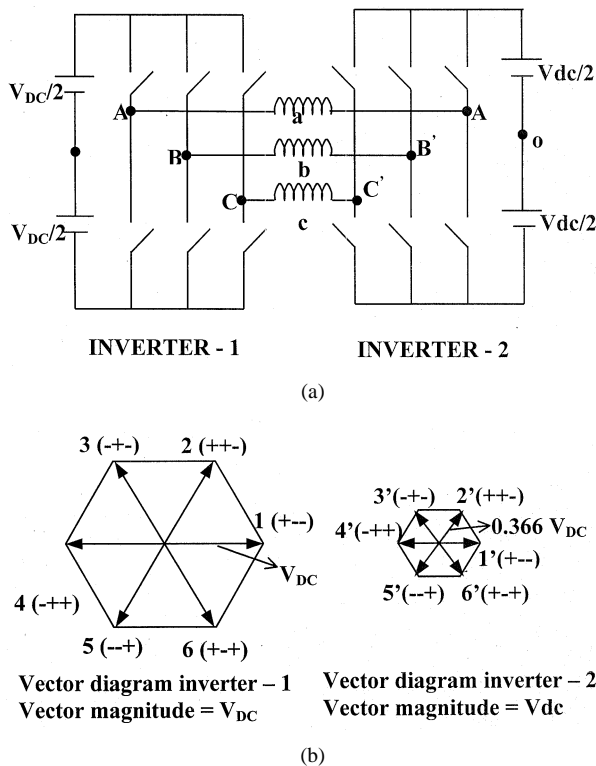 V_DC/2
Vdc/2
A
a
A
B
b
B'
o
C
C'
c
V_DC/2
Vdc/2
INVERTER - 1
INVERTER - 2
(a)
3 (-+-)
2 (++-)
1 (+--)
V_DC
4 (-++)
5 (--+)
6 (+-+)
3'(-+-)
2'(++-)
0.366 V_DC
4'(-++)
1'(+--)
5'(--+)
6'(+-+)
Vector diagram inverter – 1
Vector magnitude = V_DC
Vector diagram inverter – 2
Vector magnitude = Vdc
(b)